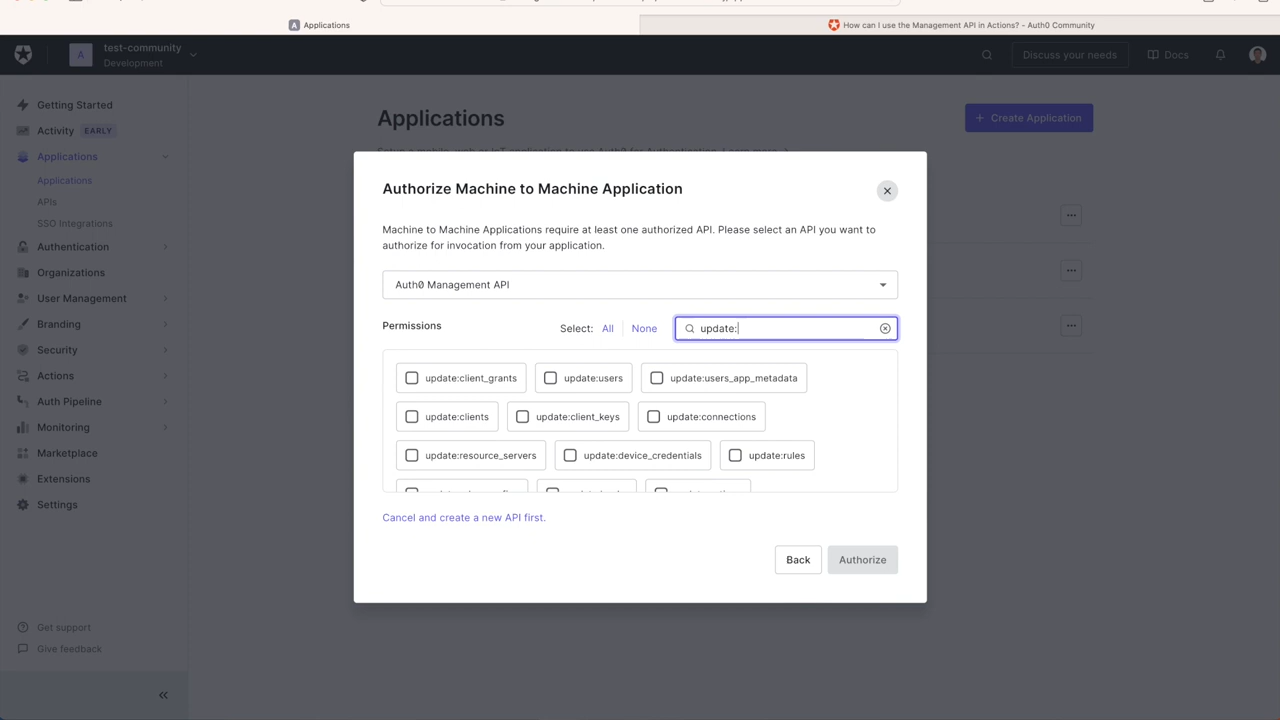 A Applications
How can I use the Management API in Actions? - Auth0 Community
A
test-community
Development
Discuss your needs
Docs
Getting Started
Activity EARLY
Applications
Applications
APIs
SSO Integrations
Authentication
Organizations
User Management
Branding
Security
Actions
Auth Pipeline
Monitoring
Marketplace
Extensions
Settings
Get support
Give feedback
Applications
+ Create Application
Authorize Machine to Machine Application
Machine to Machine Applications require at least one authorized API. Please select an API you want to
authorize for invocation from your application.
Auth0 Management API
Permissions
Select: All None
update:
update:client_grants update:users update:users_app_metadata
update:clients update:client_keys update:connections
update:resource_servers update:device_credentials update:rules
Cancel and create a new API first.
Back Authorize